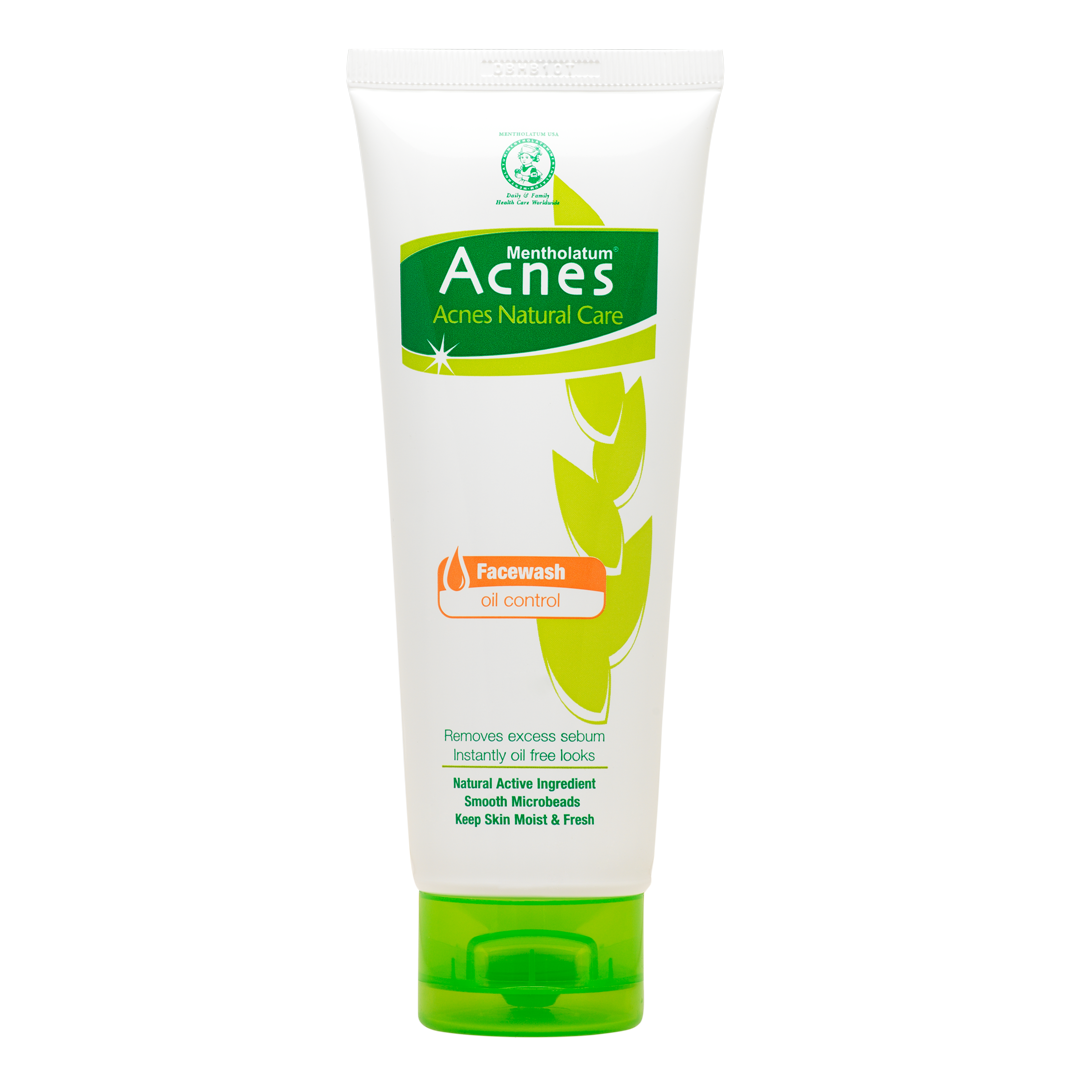 MENTHOLATUM USA
Daily & Family
Health Care Worldwide
Mentholatum®
Acnes
Acnes Natural Care
Facewash
oil control
Removes excess sebum
Instantly oil free looks
Natural Active Ingredient
Smooth Microbeads
Keep Skin Moist & Fresh